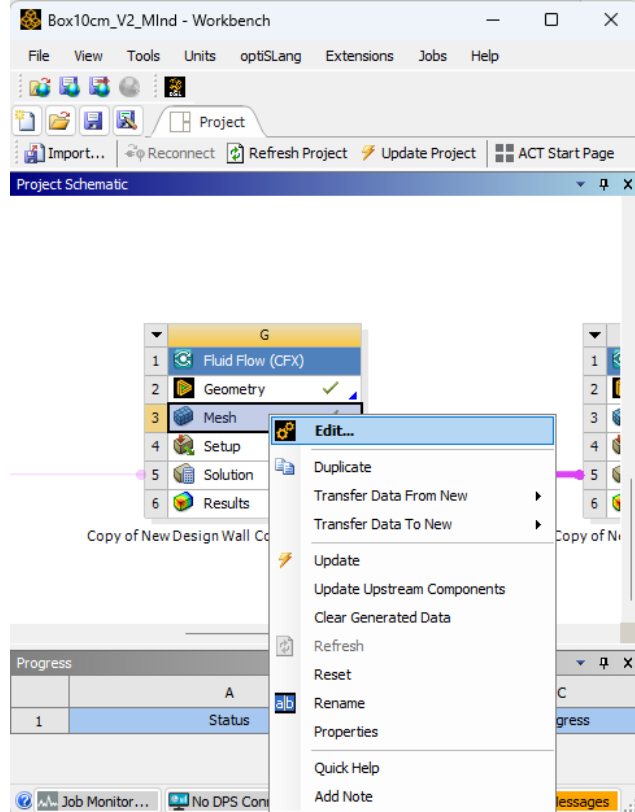 Box10cm_V2_MInd - Workbench
File View Tools Units optiSLang Extensions Jobs Help
Project
Import... Reconnect Refresh Project Update Project ACT Start Page
Project Schematic
G
1 Fluid Flow (CFX) 1
2 Geometry 2
3 Mesh 3
4 Setup 4
5 Solution 5
6 Results 6
Copy of New Design Wall Co
Copy of Ne
Edit...
Duplicate
Transfer Data From New
Transfer Data To New
Update
Update Upstream Components
Clear Generated Data
Refresh
Reset
a|b Rename
Properties
Quick Help
Add Note
Progress
A C
1 Status gress
Job Monitor... No DPS Conn essages